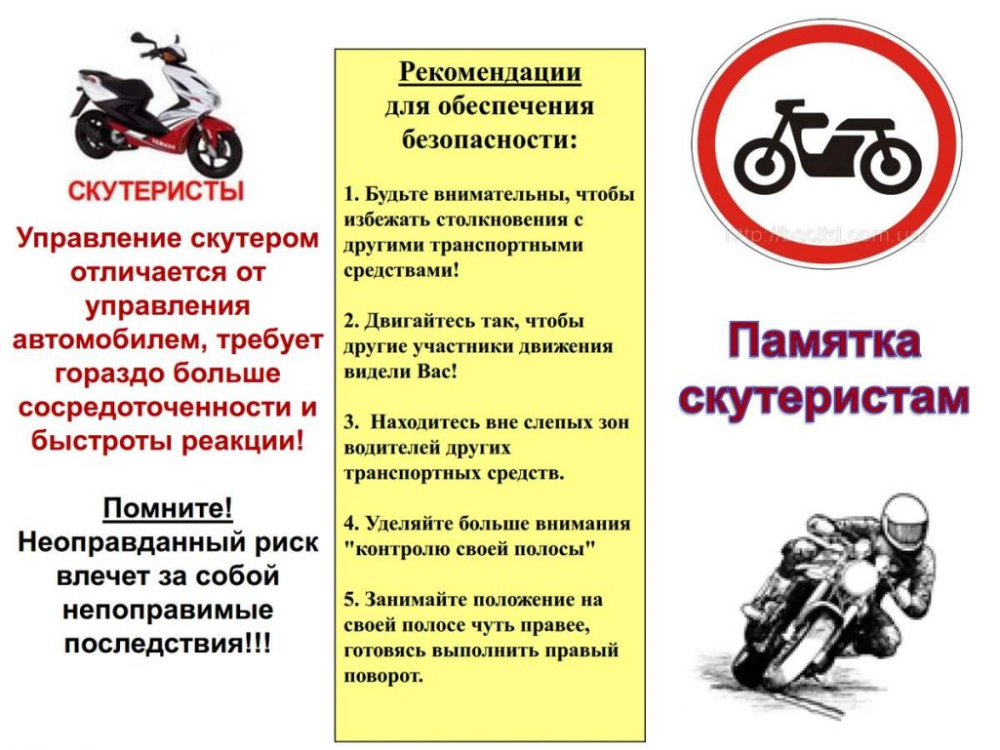 YAMAHA
СКУТЕРИСТЫ
Управление скутером
отличается от
управления
автомобилем, требует
гораздо больше
сосредоточенности и
быстроты реакции!
Помните!
Неоправданный риск
влечет за собой
непоправимые
последствия!!!
Рекомендации
для обеспечения
безопасности:
1. Будьте внимательны, чтобы
избежать столкновения с
другими транспортными
средствами!
2. Двигайтесь так, чтобы
другие участники движения
видели Вас!
3. Находитесь вне слепых зон
водителей других
транспортных средств.
4. Уделяйте больше внимания
"контролю своей полосы"
5. Занимайте положение на
своей полосе чуть правее,
готовясь выполнить правый
поворот.
Памятка
скутеристам